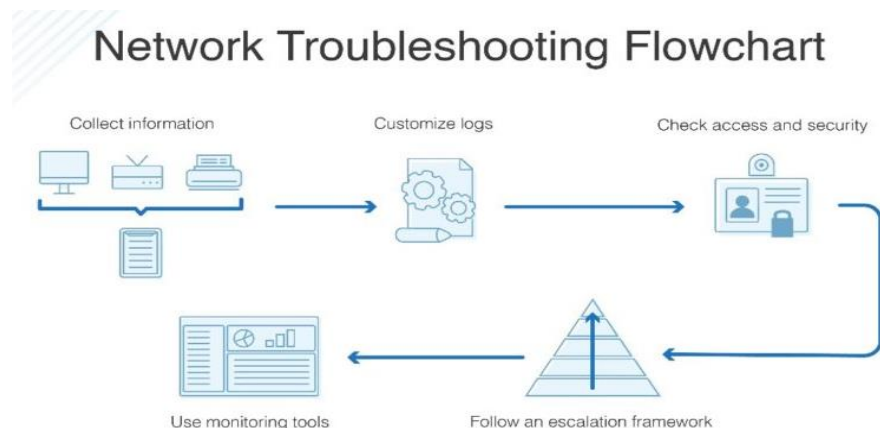 Network Troubleshooting Flowchart
Collect information
Customize logs
Check access and security
Use monitoring tools
Follow an escalation framework